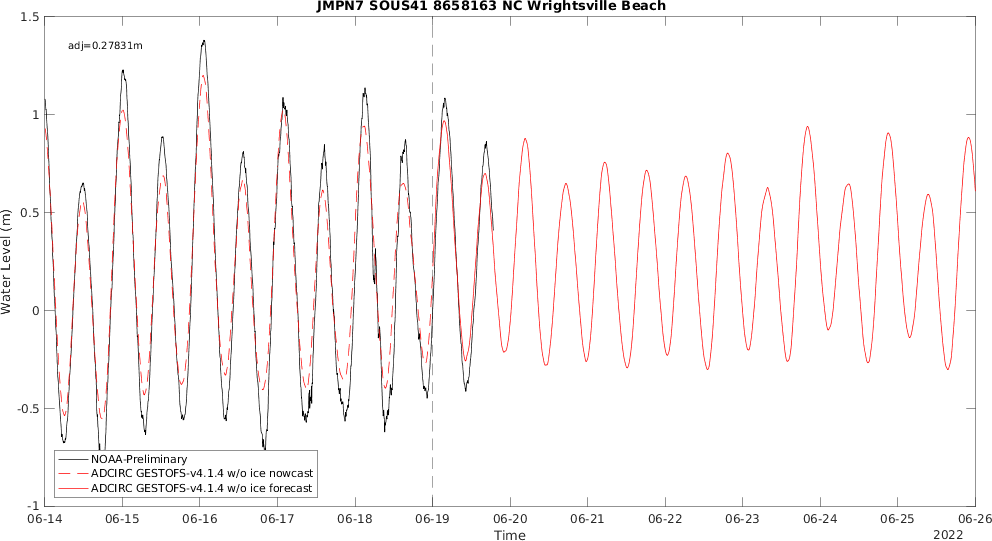 JMPN7 SOUS41 8658163 NC Wrightsville Beach
1.5
adj=0.27831m
1
0.5
0
-0.5
-1
Water Level (m)
NOAA-Preliminary
ADCIRC GESTOFS-v4.1.4 w/o ice nowcast
ADCIRC GESTOFS-v4.1.4 w/o ice forecast
06-14 06-15 06-16 06-17 06-18 06-19 06-20 06-21 06-22 06-23 06-24 06-25 06-26
Time
2022